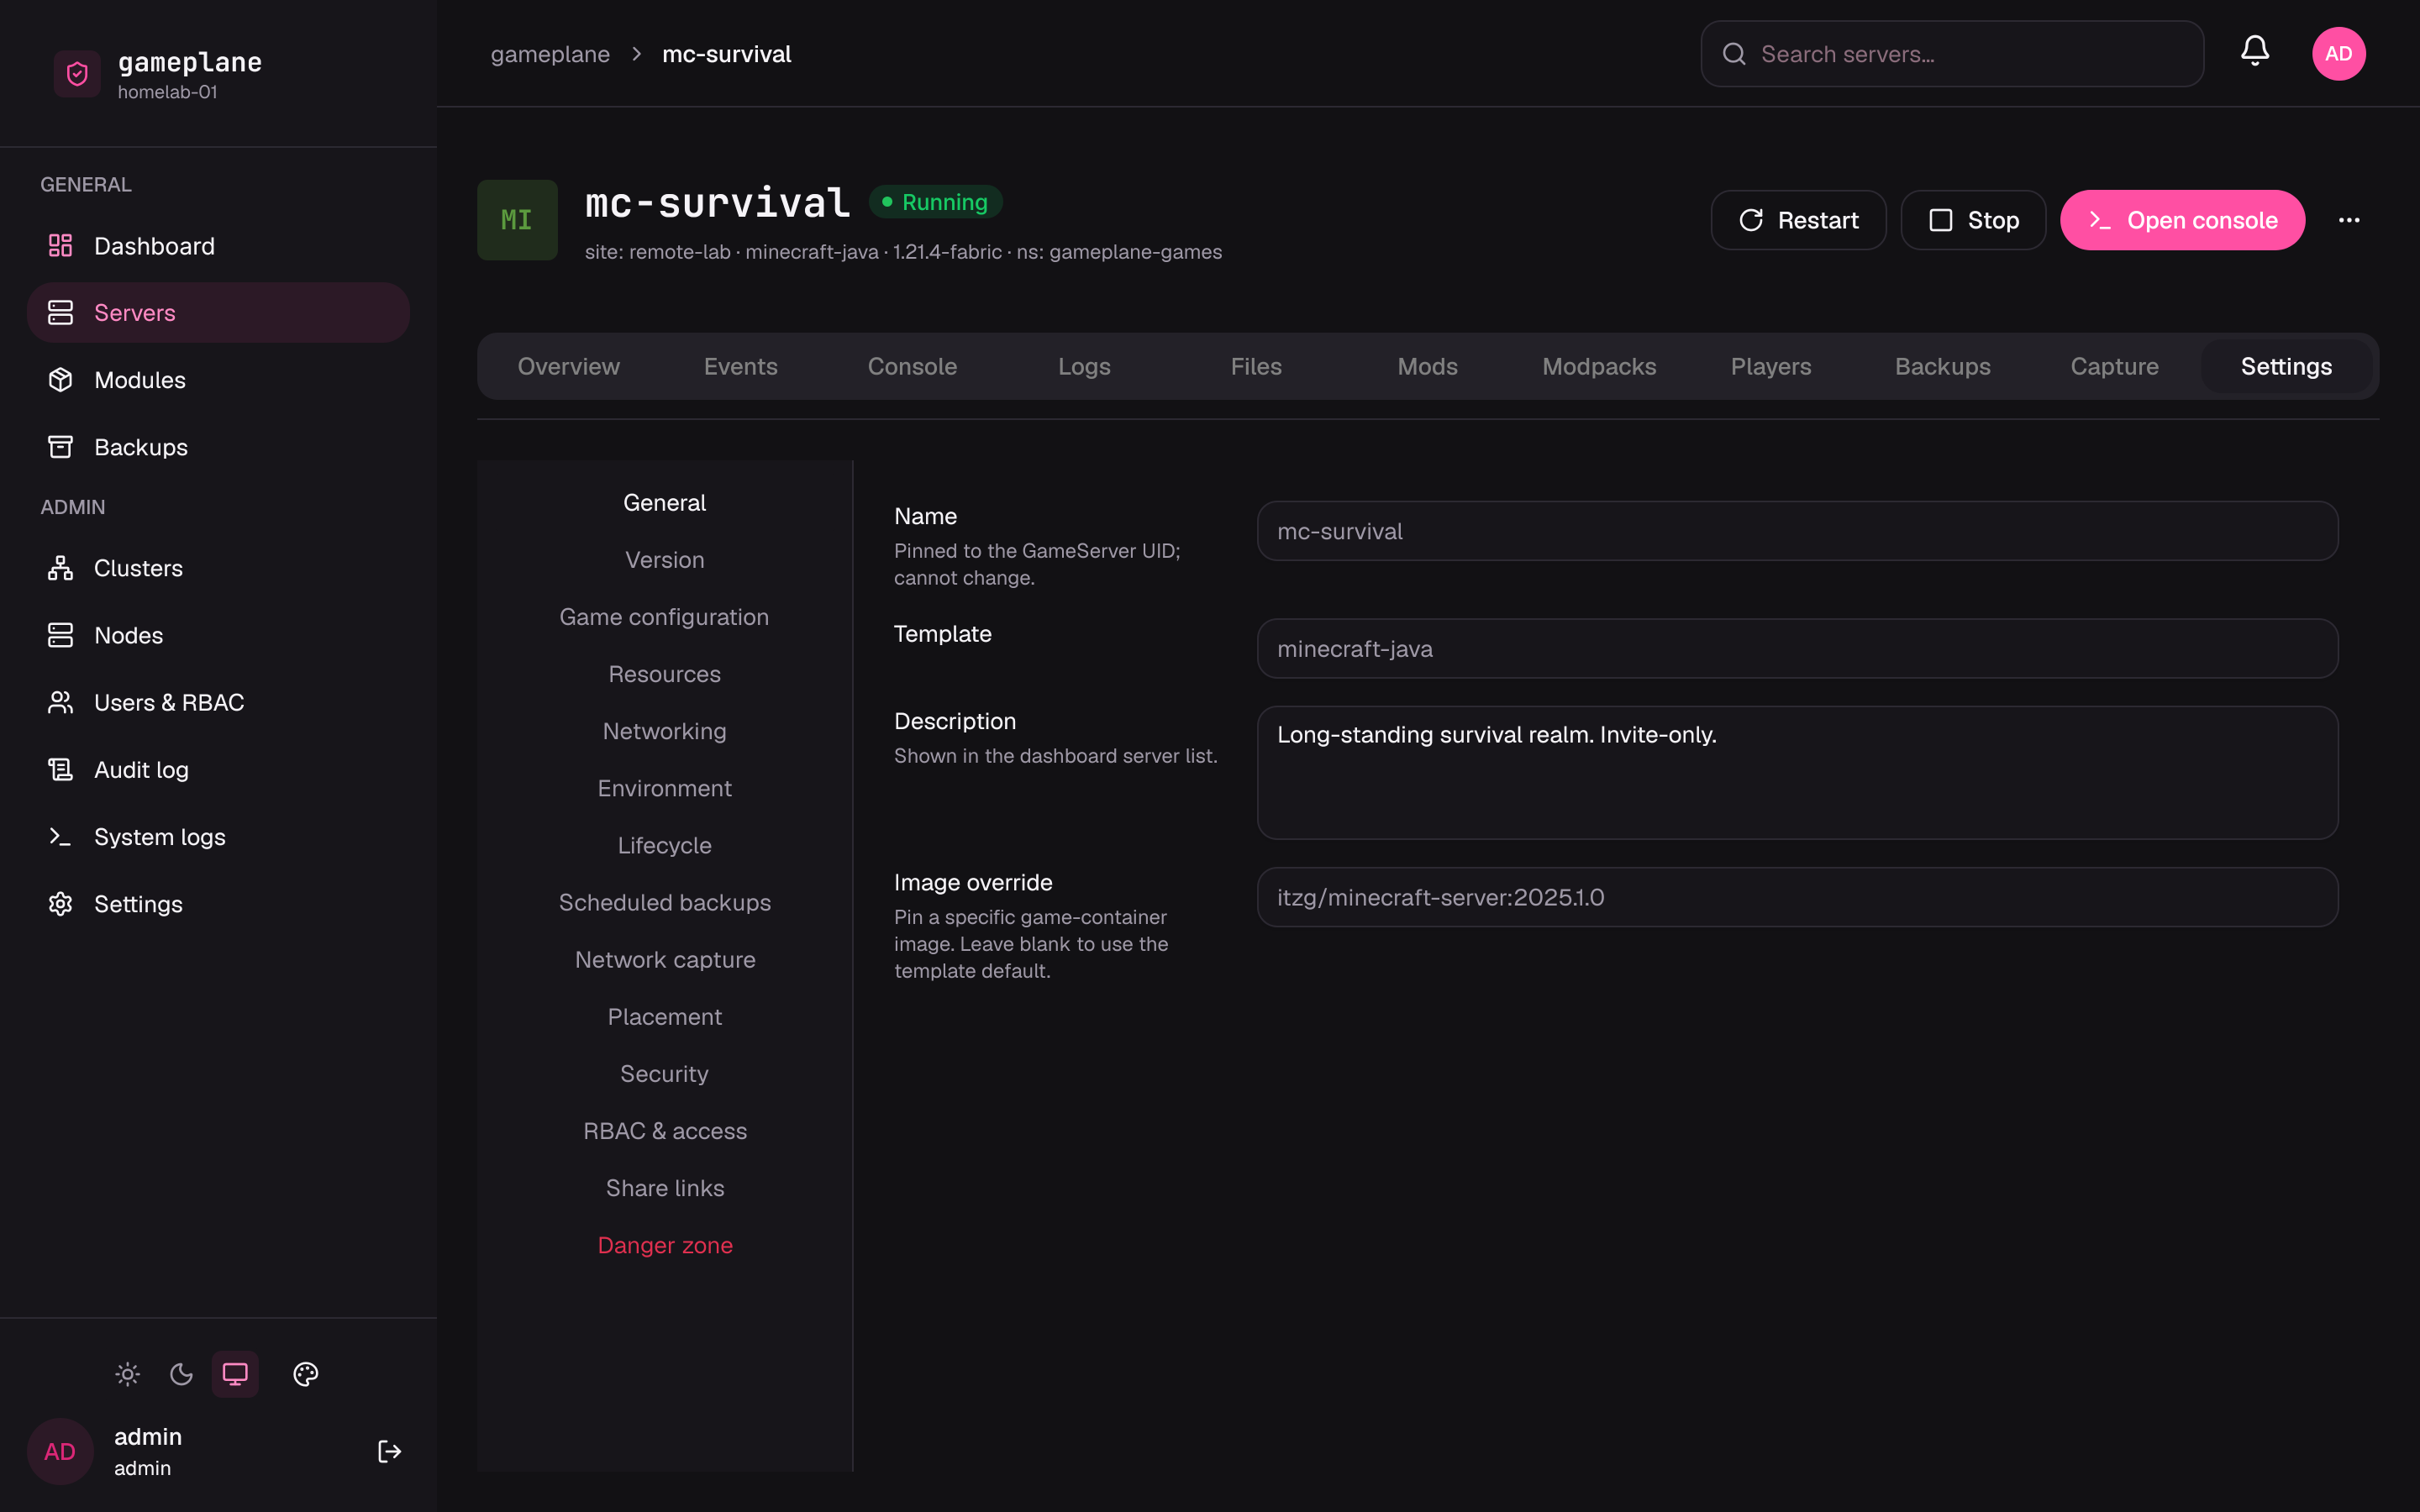 gameplane
homelab-01
GENERAL
Dashboard
Servers
Modules
Backups
ADMIN
Clusters
Nodes
Users & RBAC
Audit log
System logs
Settings
AD
admin
admin
gameplane
mc-survival
Search servers...
AD
MI
mc-survival
Running
site: remote-lab · minecraft-java · 1.21.4-fabric · ns: gameplane-games
Restart
Stop
Open console
Overview
Events
Console
Logs
Files
Mods
Modpacks
Players
Backups
Capture
Settings
General
Version
Game configuration
Resources
Networking
Environment
Lifecycle
Scheduled backups
Network capture
Placement
Security
RBAC & access
Share links
Danger zone
Name
Pinned to the GameServer UID;
cannot change.
mc-survival
Template
minecraft-java
Description
Shown in the dashboard server list.
Long-standing survival realm. Invite-only.
Image override
Pin a specific game-container
image. Leave blank to use the
template default.
itzg/minecraft-server:2025.1.0